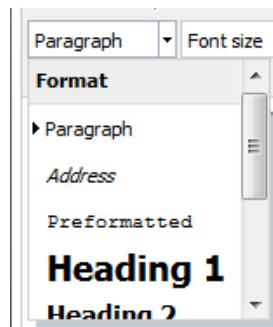 Paragraph Font size
Format
Paragraph
Address
Preformatted
Heading 1
Heading 2